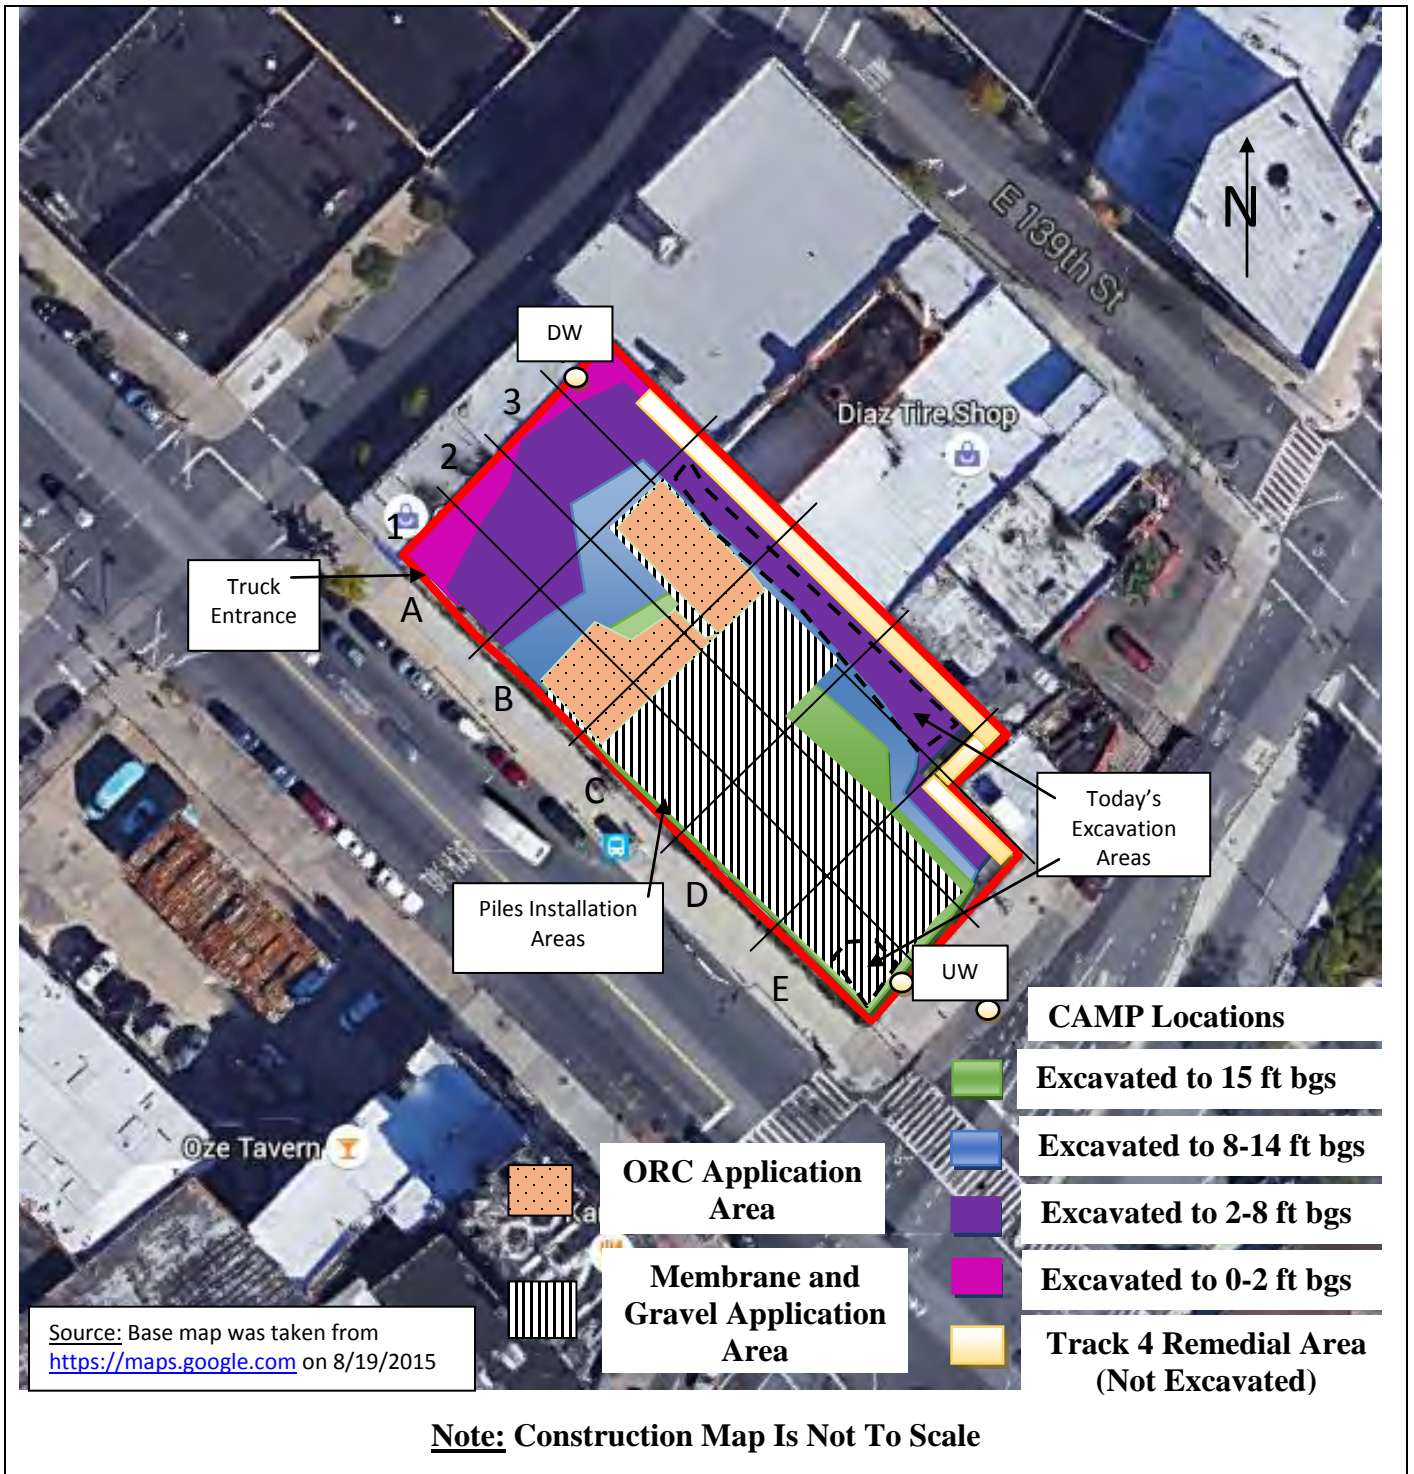 N
E 139th St
DW
3
Diaz Tire Shop
2
1
Truck
Entrance
A
B
C
D
E
Today's
Excavation
Areas
Piles Installation
Areas
UW
CAMP Locations
Excavated to 15 ft bgs
Excavated to 8-14 ft bgs
Excavated to 2-8 ft bgs
Excavated to 0-2 ft bgs
Track 4 Remedial Area
(Not Excavated)
Oze Tavern
ORC Application
Area
Membrane and
Gravel Application
Area
Source: Base map was taken from
https://maps.google.com on 8/19/2015
Note: Construction Map Is Not To Scale